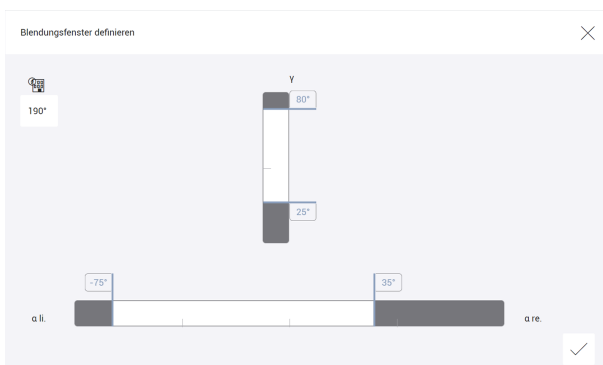 Blendungsfenster definieren
190°
γ
80°
25°
-75°
35°
α li.
α re.